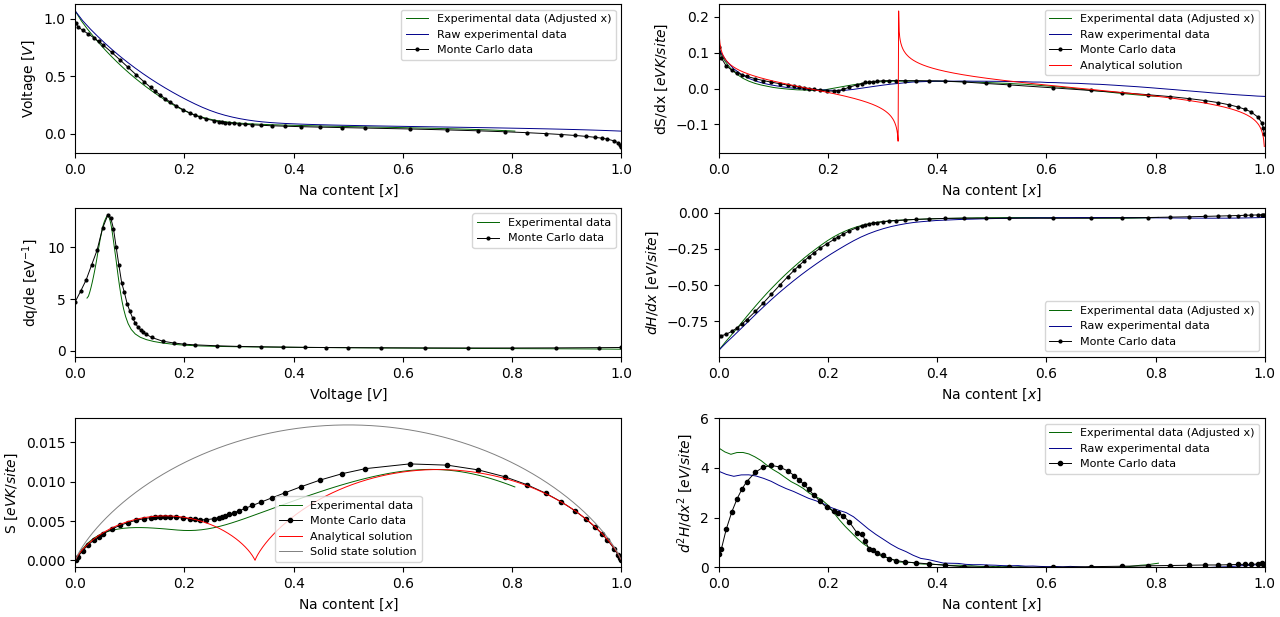 1.0
0.5
0.0
Voltage [V]
Experimental data (Adjusted x)
Raw experimental data
Monte Carlo data
0.0 0.2 0.4 0.6 0.8 1.0
Na content [x]
0.2
0.1
0.0
−0.1
dS/dx [eVK/site]
Experimental data (Adjusted x)
Raw experimental data
Monte Carlo data
Analytical solution
0.0 0.2 0.4 0.6 0.8 1.0
Na content [x]
10
5
0
dq/de [eV⁻¹]
Experimental data
Monte Carlo data
0.0 0.2 0.4 0.6 0.8 1.0
Voltage [V]
0.00
−0.25
−0.50
−0.75
dH/dx [eV/site]
Experimental data (Adjusted x)
Raw experimental data
Monte Carlo data
0.0 0.2 0.4 0.6 0.8 1.0
Na content [x]
0.015
0.010
0.005
0.000
S [eVK/site]
Experimental data
Monte Carlo data
Analytical solution
Solid state solution
0.0 0.2 0.4 0.6 0.8 1.0
Na content [x]
6
4
2
0
d²H/dx² [eV/site]
Experimental data (Adjusted x)
Raw experimental data
Monte Carlo data
0.0 0.2 0.4 0.6 0.8 1.0
Na content [x]